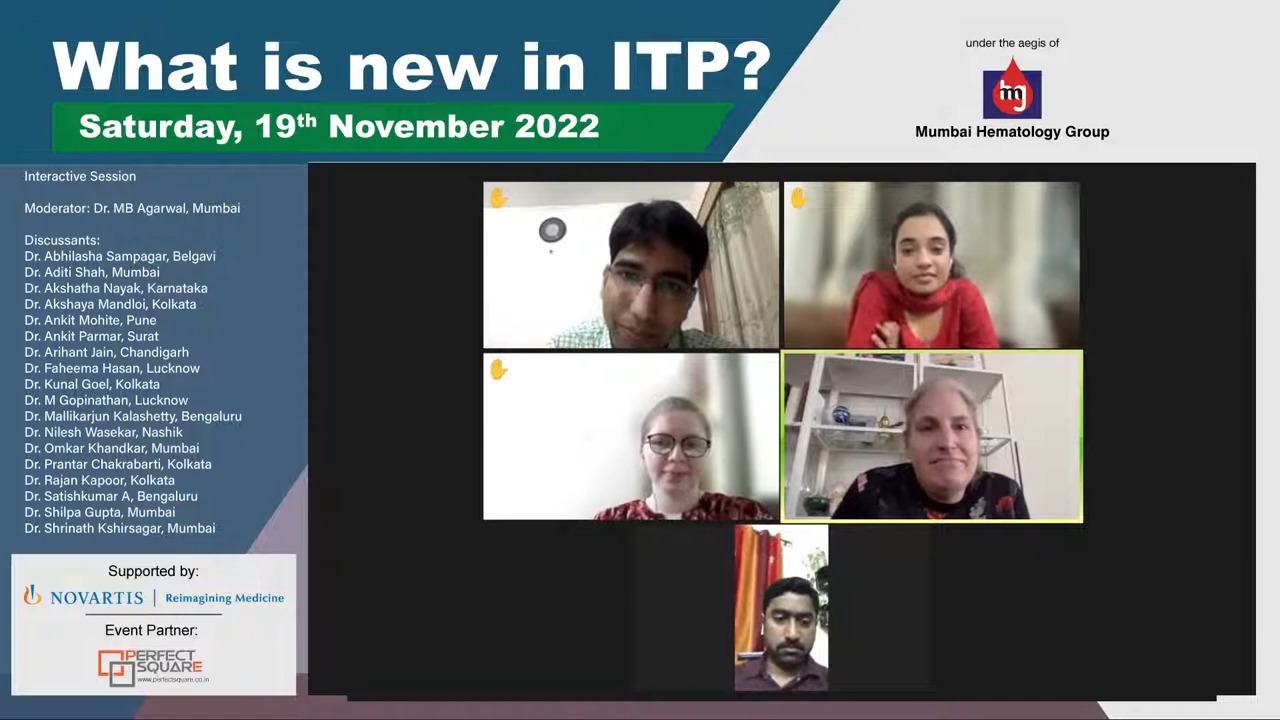 What is new in ITP?
Saturday, 19th November 2022
under the aegis of
mg
Mumbai Hematology Group
Interactive Session
Moderator: Dr. MB Agarwal, Mumbai
Discussants:
Dr. Abhilasha Sampagar, Belgavi
Dr. Aditi Shah, Mumbai
Dr. Akshatha Nayak, Karnataka
Dr. Akshaya Mandloi, Kolkata
Dr. Ankit Mohite, Pune
Dr. Ankit Parmar, Surat
Dr. Arihant Jain, Chandigarh
Dr. Faheema Hasan, Lucknow
Dr. Kunal Goel, Kolkata
Dr. M Gopinathan, Lucknow
Dr. Mallikarjun Kalashetty, Bengaluru
Dr. Nilesh Wasekar, Nashik
Dr. Omkar Khandkar, Mumbai
Dr. Prantar Chakrabarti, Kolkata
Dr. Rajan Kapoor, Kolkata
Dr. Satishkumar A, Bengaluru
Dr. Shilpa Gupta, Mumbai
Dr. Shrinath Kshirsagar, Mumbai
Supported by:
NOVARTIS | Reimagining Medicine
Event Partner:
PERFECT
SQUARE
www.perfectsquare.co.in